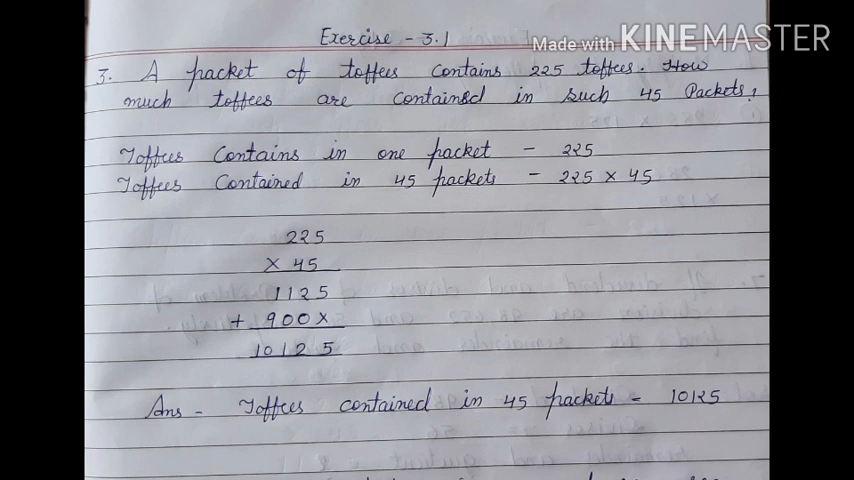 Exercise - 3.1
Made with KINEMASTER
3. A packet of toffees contains 225 toffees. How
much toffees are contained in such 45 Packets?
Toffees Contains in one packet - 225
Toffees Contained in 45 packets - 225 × 45
225
× 45
1125
+ 900×
10125
Ans - Toffees contained in 45 packets = 10125